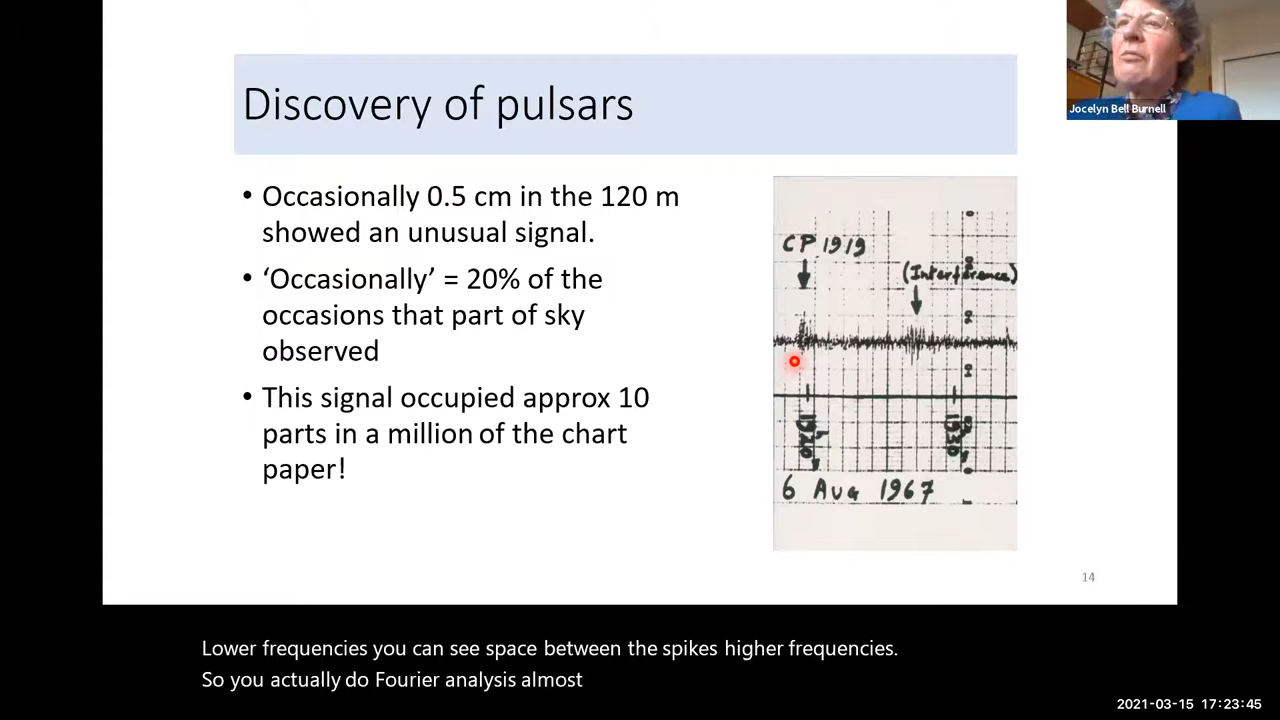 Discovery of pulsars
Jocelyn Bell Burnell
• Occasionally 0.5 cm in the 120 m
showed an unusual signal.
• ‘Occasionally’ = 20% of the
occasions that part of sky
observed
• This signal occupied approx 10
parts in a million of the chart
paper!
CP 1919
(Interference)
1920
1930
6 Aug 1967
14
Lower frequencies you can see space between the spikes higher frequencies.
So you actually do Fourier analysis almost
2021-03-15 17:23:45